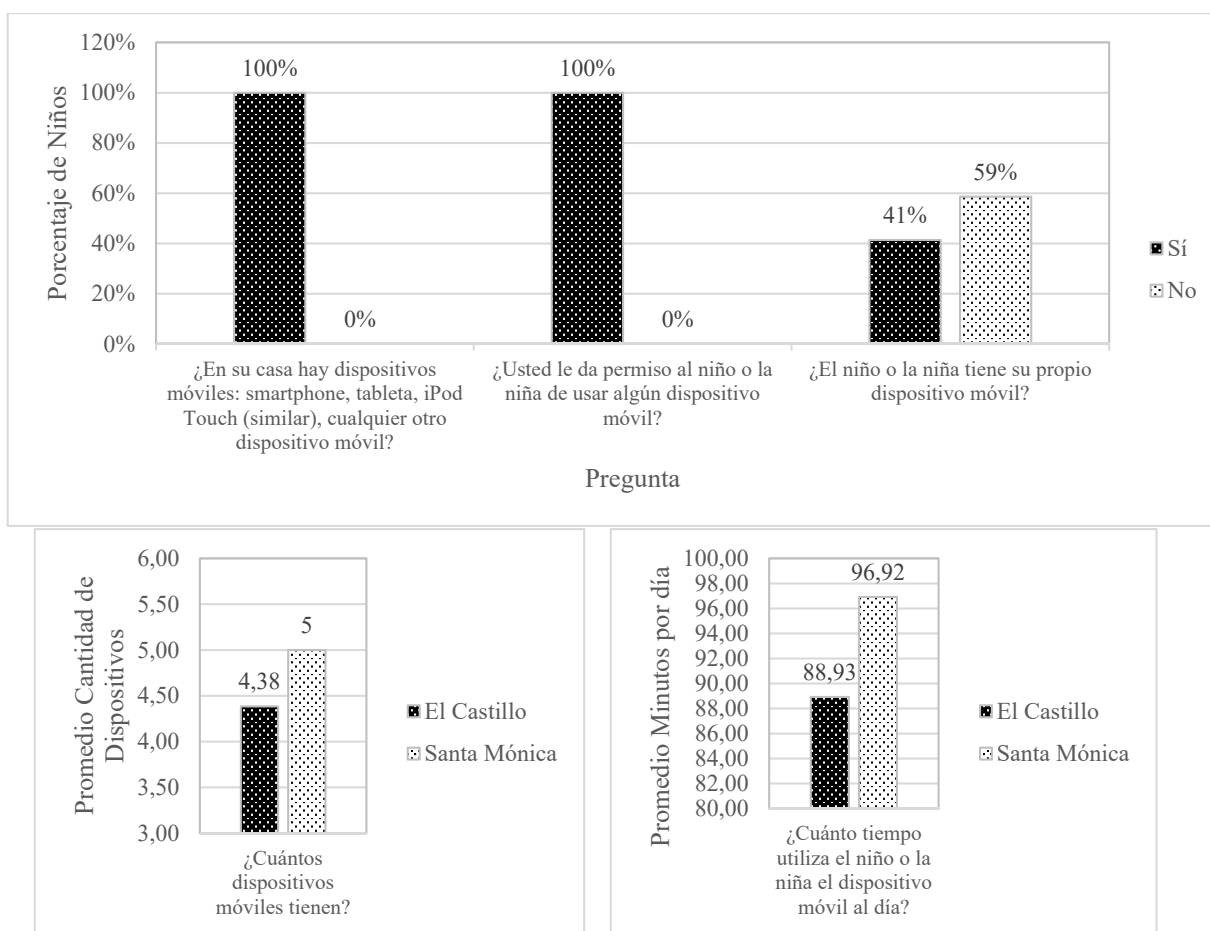 120%
100%
80%
60%
40%
20%
0%
Porcentaje de Niños
100%
0%
100%
0%
41%
59%
¿En su casa hay dispositivos
móviles: smartphone, tableta, iPod
Touch (similar), cualquier otro
dispositivo móvil?
¿Usted le da permiso al niño o la
niña de usar algún dispositivo
móvil?
¿El niño o la niña tiene su propio
dispositivo móvil?
Pregunta
Sí
No
6,00
5,50
5,00
4,50
4,00
3,50
3,00
Promedio Cantidad de
Dispositivos
4,38
5
¿Cuántos
dispositivos
móviles tienen?
El Castillo
Santa Mónica
100,00
98,00
96,00
94,00
92,00
90,00
88,00
86,00
84,00
82,00
80,00
Promedio Minutos por día
88,93
96,92
¿Cuánto tiempo
utiliza el niño o la
niña el dispositivo
móvil al día?
El Castillo
Santa Mónica